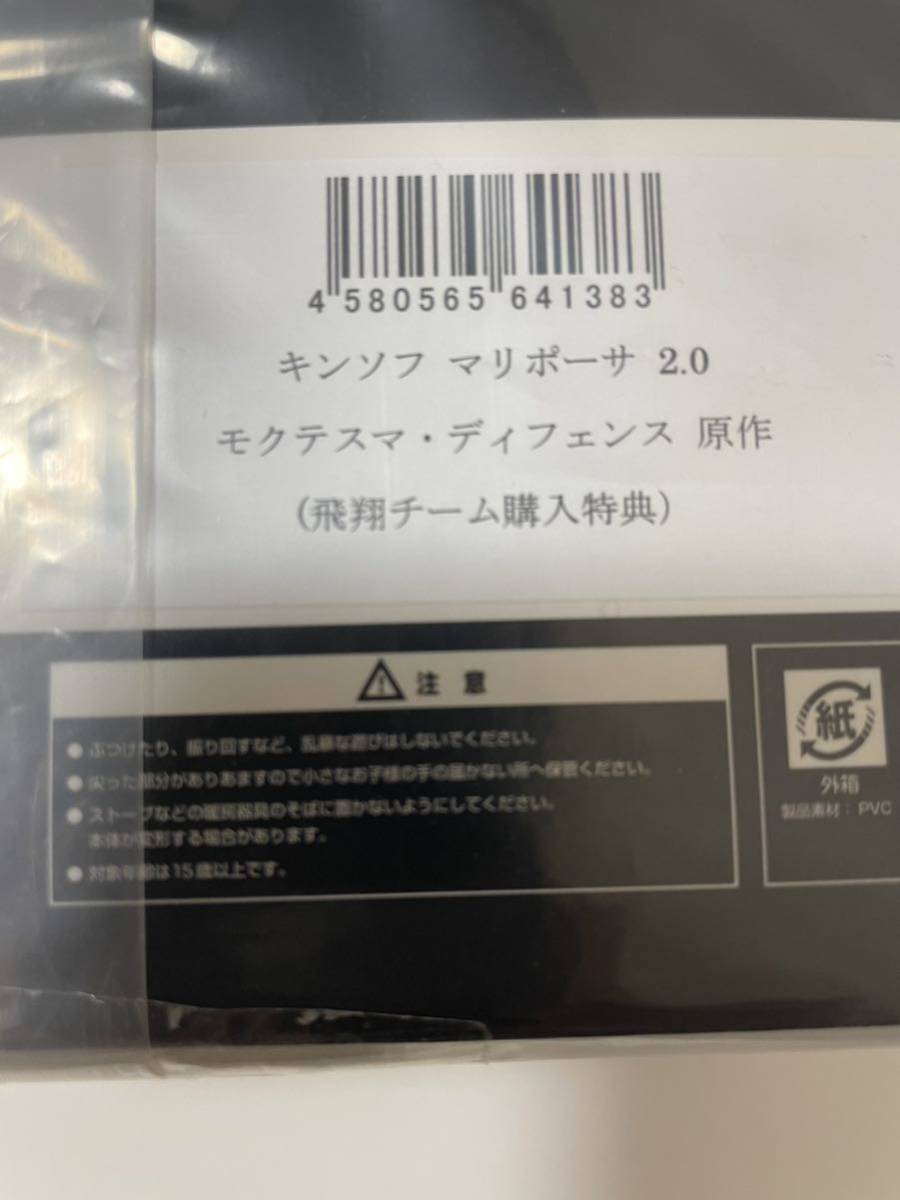 4 580565 641383
キンソフ マリポーサ 2.0
モクテスマ・ディフェンス 原作
(飛翔チーム購入特典)
注 意
● ぶつけたり、振り回すなど、乱暴な遊びはしないでください。
● 尖った部分がありあますので小さなお子様の手の届かない所へ保管ください。
● ストーブなどの暖房器具のそばに置かないようにしてください。
本体が変形する場合があります。
● 対象年齢は15歳以上です。
紙
外箱
製品素材：PVC